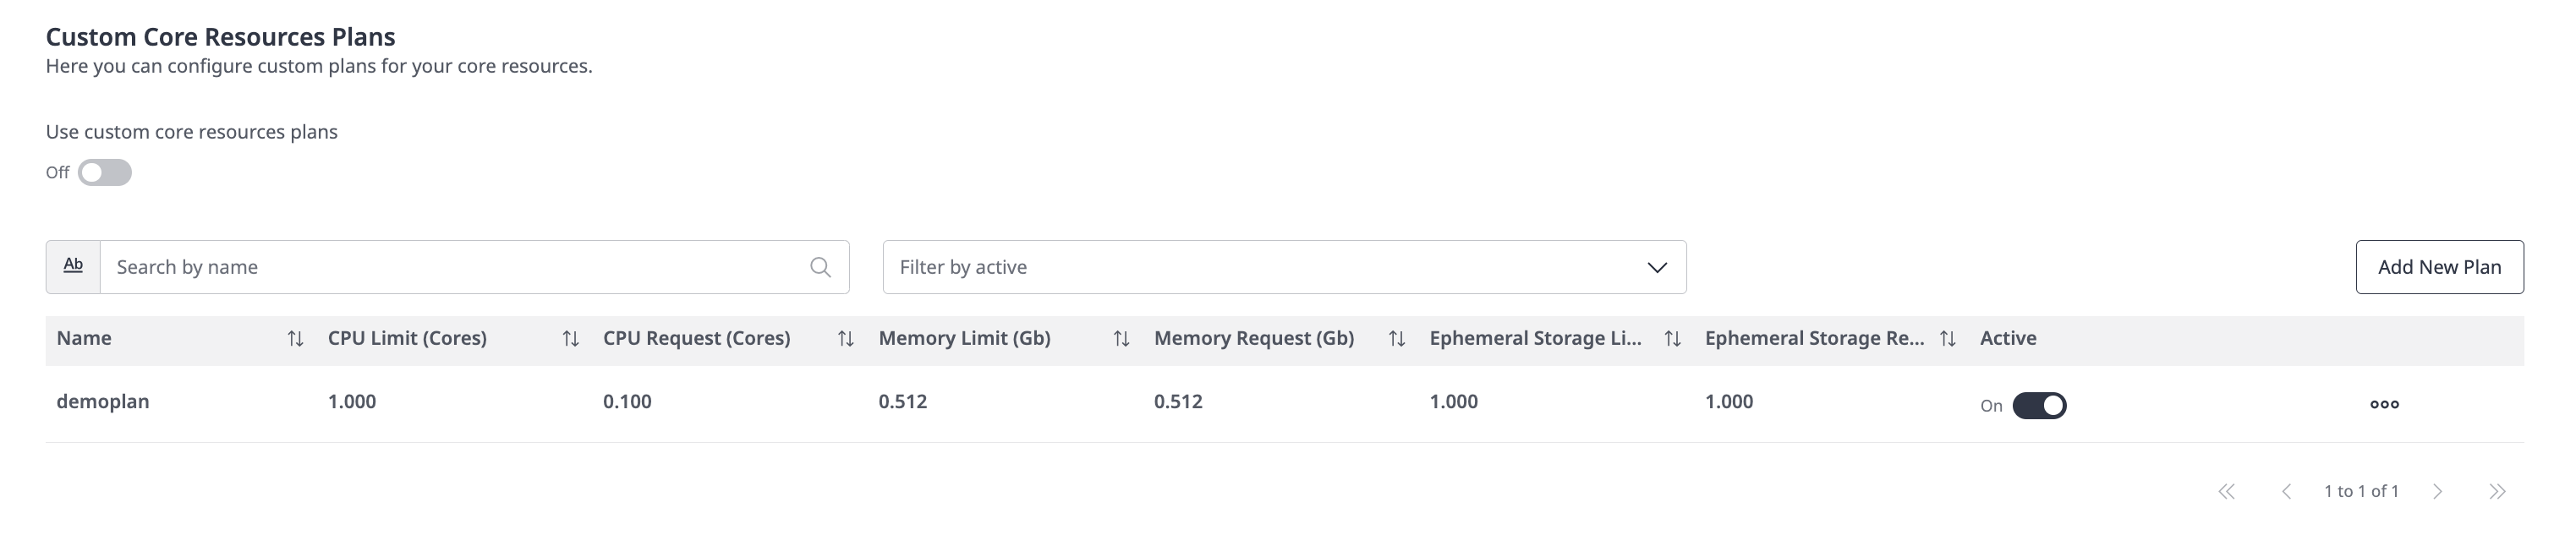 Custom Core Resources Plans
Here you can configure custom plans for your core resources.
Use custom core resources plans
Off
Ab Search by name Filter by active Add New Plan
Name CPU Limit (Cores) CPU Request (Cores) Memory Limit (Gb) Memory Request (Gb) Ephemeral Storage Li... Ephemeral Storage Re... Active
demoplan 1.000 0.100 0.512 0.512 1.000 1.000 On
1 to 1 of 1